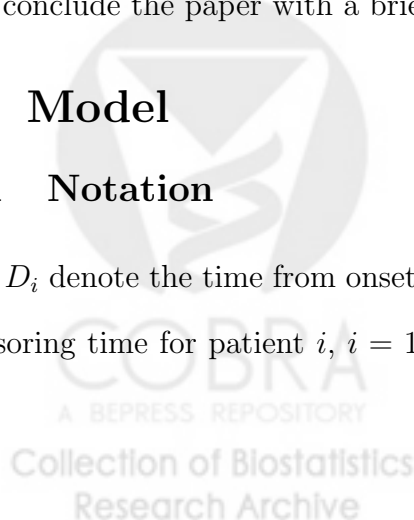 conclude the paper with a brie
Model
Notation
D_i denote the time from onset
soring time for patient i, i = 1
COBRA
A BEPRESS REPOSITORY
Collection of Biostatistics
Research Archive